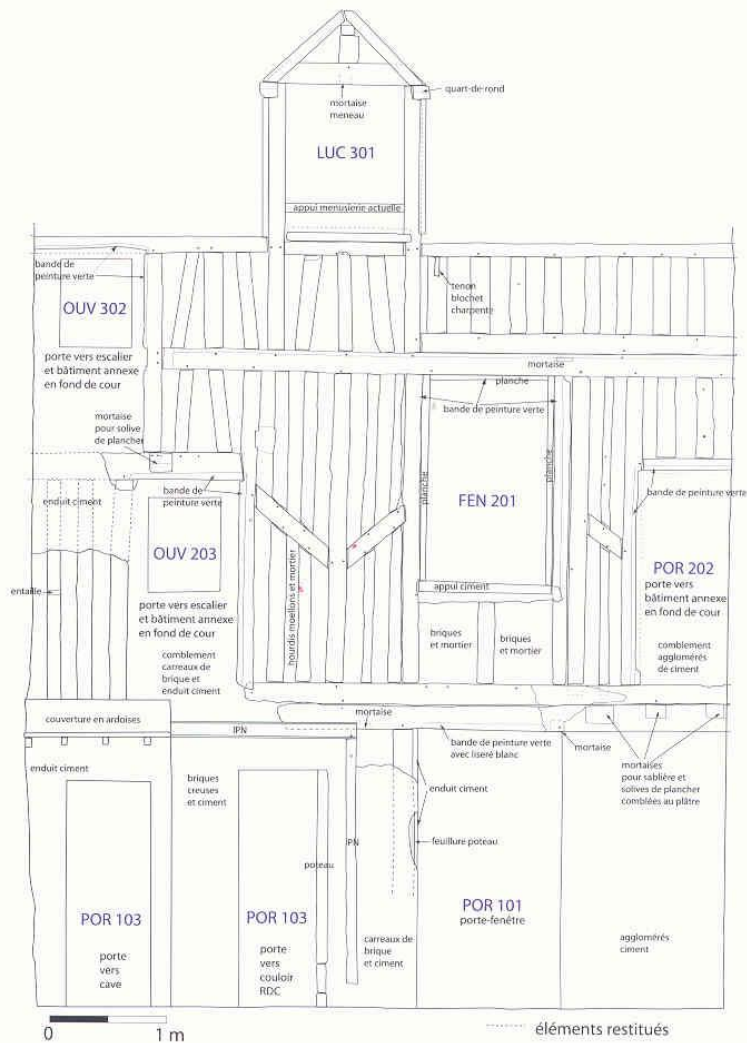 quart-de-rond
mortaise
meneau
LUC 301
appui menuiserie actuelle
bande de
peinture verte
OUV 302
tenon
blochet
charpente
porte vers escalier
et bâtiment annexe
en fond de cour
mortaise
planche
bande de peinture verte
mortaise
pour solive
de plancher
enduit ciment
bande de
peinture verte
planche
planche
FEN 201
bande de peinture verte
OUV 203
POR 202
porte vers
bâtiment annexe
en fond de cour
entaille
hourdis moellons et mortier
appui ciment
porte vers escalier
et bâtiment annexe
en fond de cour
briques
et mortier
briques
et mortier
comblement
carreaux de
brique et
enduit ciment
comblement
agglomérés
de ciment
couverture en ardoises
mortaise
IPN
bande de peinture verte
avec liseré blanc
mortaise
mortaises
pour sablière et
solives de plancher
comblées au plâtre
enduit ciment
briques
creuses
et ciment
enduit ciment
IPN
feuillure poteau
poteau
POR 103
POR 103
POR 101
porte-fenêtre
porte
vers
cave
porte
vers
couloir
RDC
carreaux de
brique
et ciment
agglomérés
ciment
0 1 m
éléments restitués